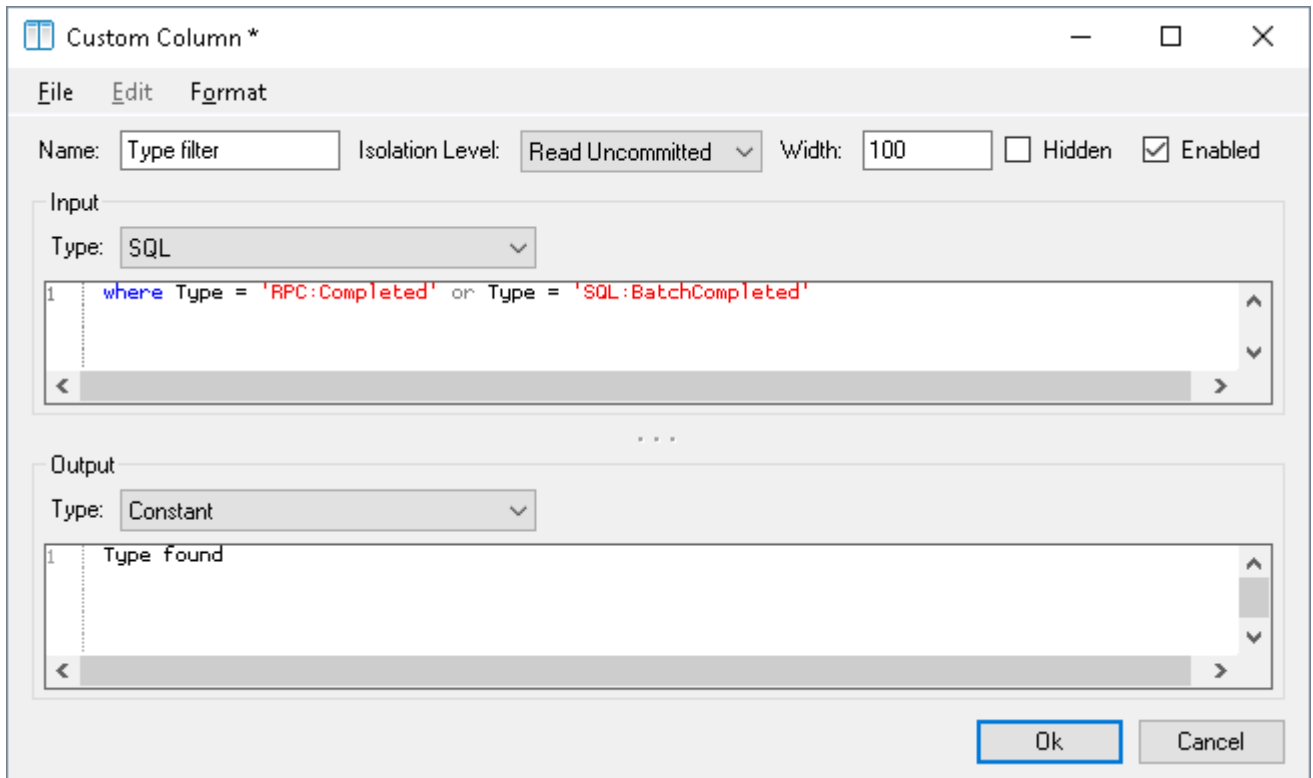 Custom Column *
File Edit Format
Name: Type filter Isolation Level: Read Uncommitted Width: 100 Hidden Enabled
Input
Type: SQL
1 where Type = 'RPC:Completed' or Type = 'SQL:BatchCompleted'
Output
Type: Constant
1 Type found
Ok Cancel